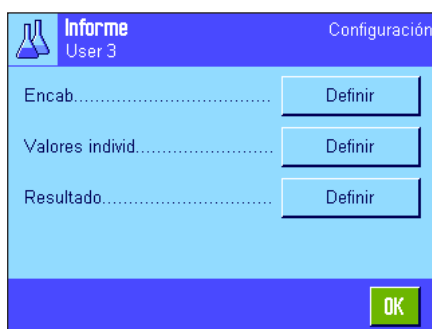 Informe
Configuración
User 3
Encab.................................. Definir
Valores individ........................ Definir
Resultado.............................. Definir
OK